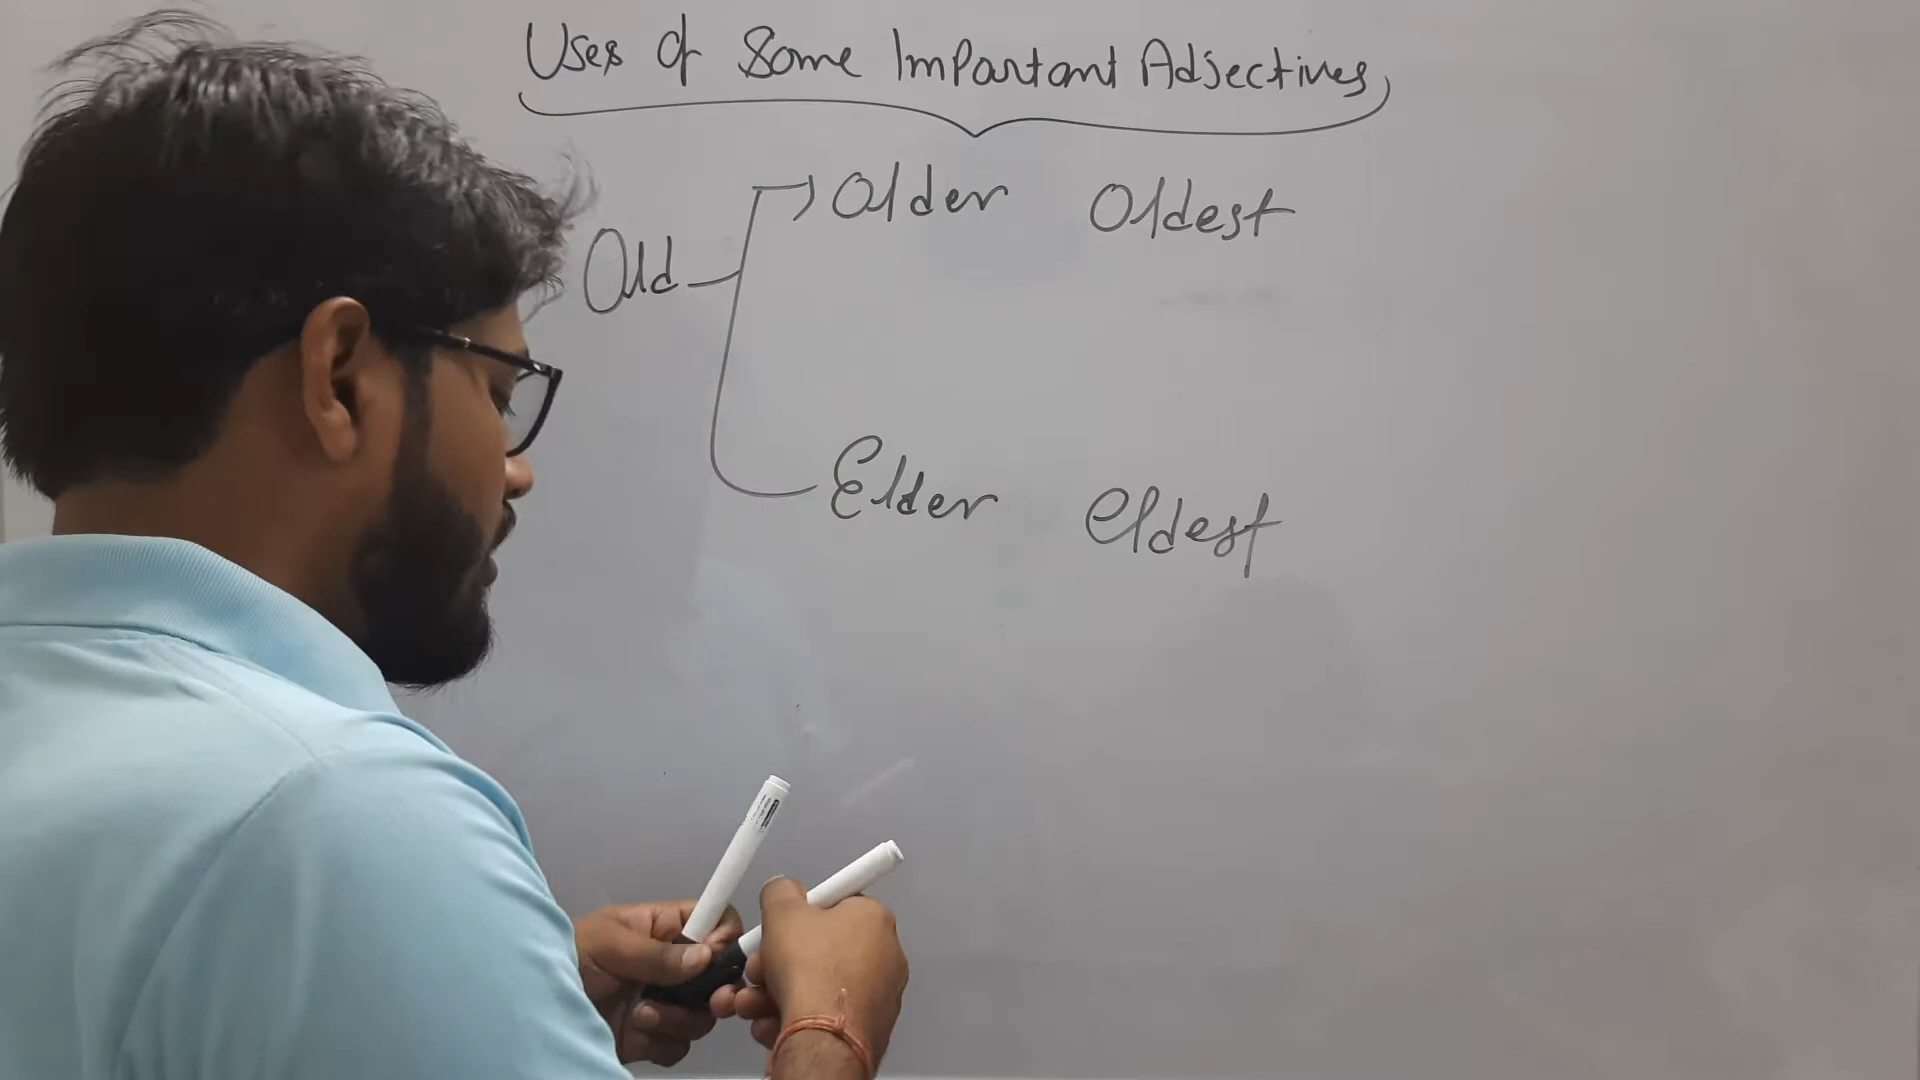 Uses of Some Important Adjectives
Older Oldest
Old
Elder eldest